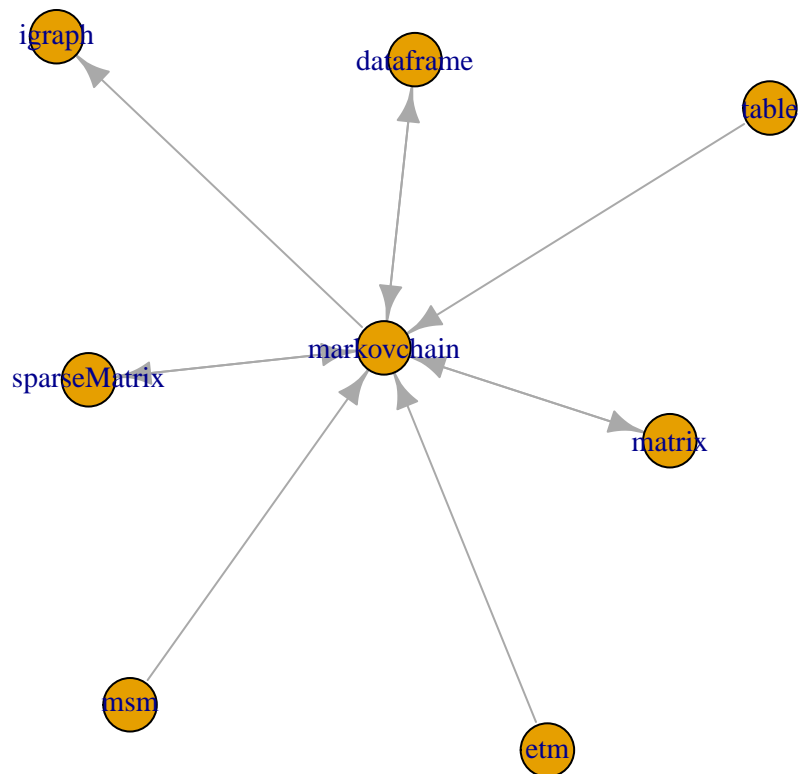 igraph
dataframe
table
markovchain
sparseMatrix
matrix
msm
etm